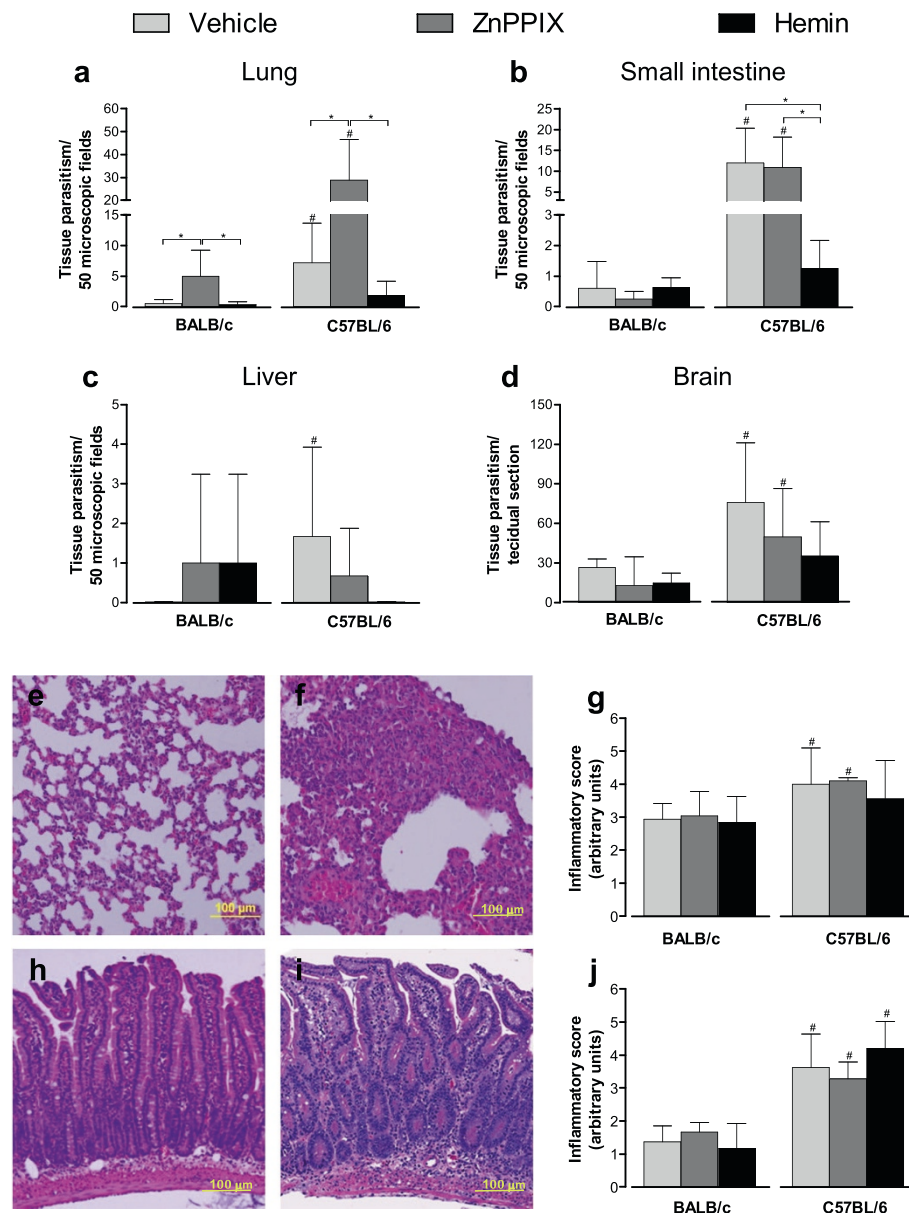 Vehicle ZnPPIX Hemin
a Lung
Tissue parasitism/
50 microscopic fields
60
50
40
30
20
15
10
5
0
* * # # * *
BALB/c C57BL/6
b Small intestine
Tissue parasitism/
50 microscopic fields
25
20
15
10
5
3
2
1
0
* * # #
BALB/c C57BL/6
c Liver
Tissue parasitism/
50 microscopic fields
5
4
3
2
1
0
#
BALB/c C57BL/6
d Brain
Tissue parasitism/
tecidual section
150
120
90
60
30
0
# #
BALB/c C57BL/6
e
100 µm
f
100 µm
g
Inflammatory score
(arbitrary units)
6
5
4
3
2
1
0
# #
BALB/c C57BL/6
h
100 µm
i
100 µm
j
Inflammatory score
(arbitrary units)
6
5
4
3
2
1
0
# # #
BALB/c C57BL/6